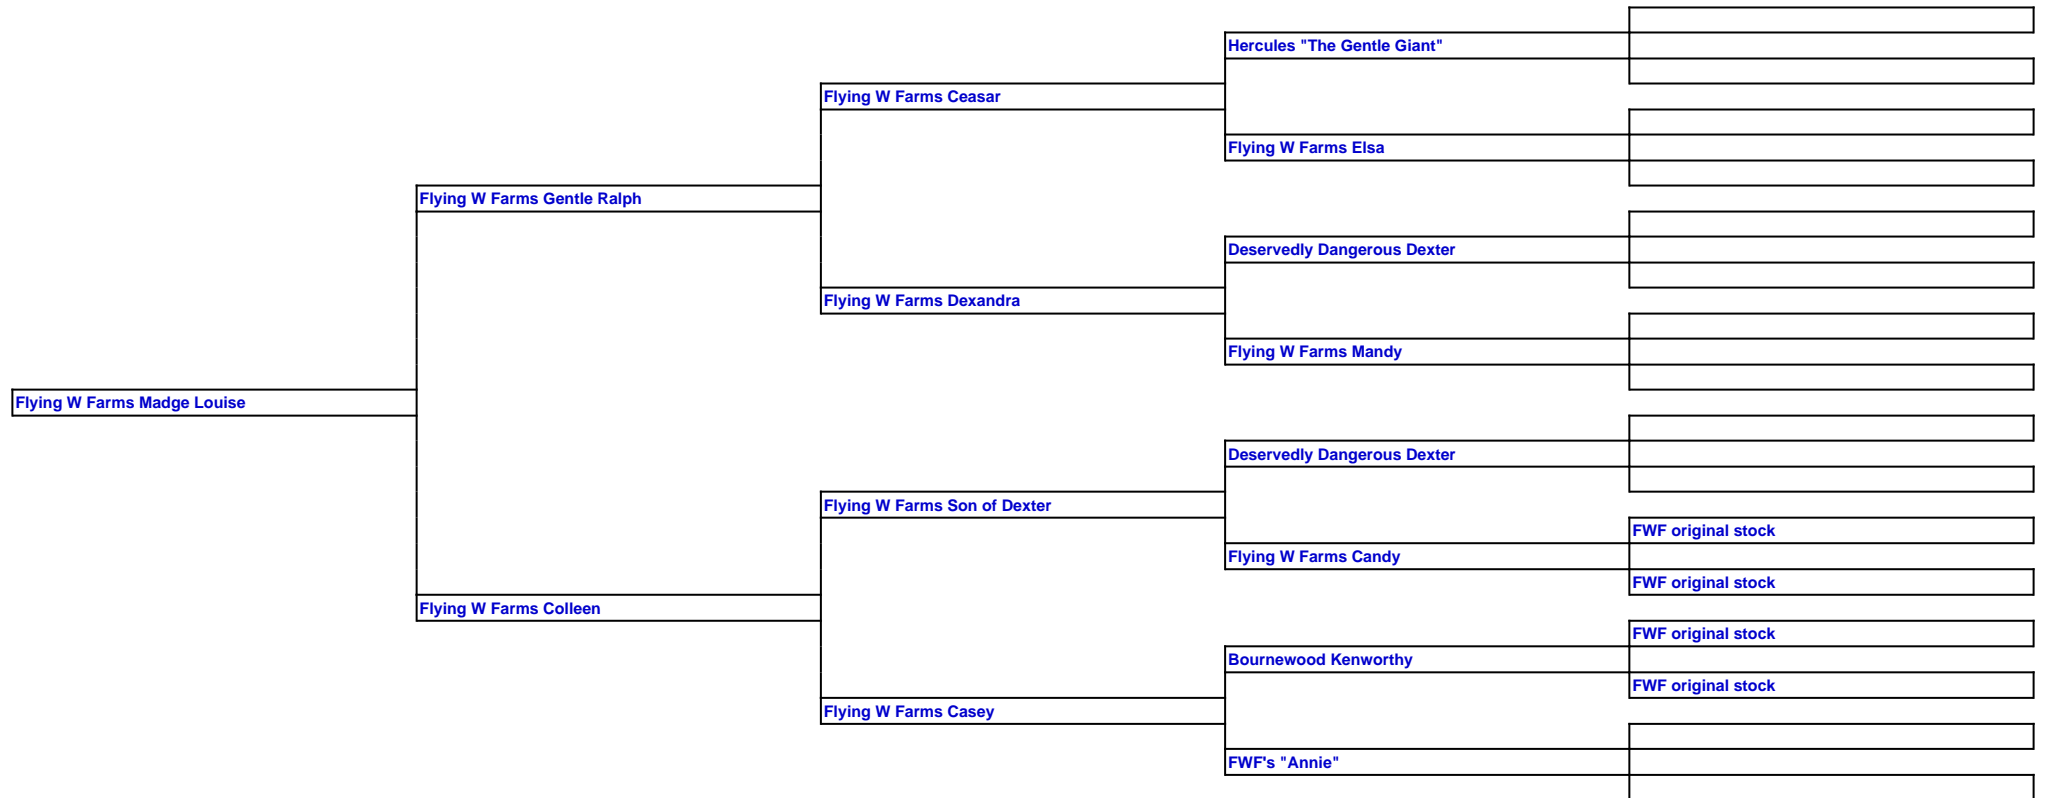 Hercules "The Gentle Giant"
Flying W Farms Ceasar
Flying W Farms Elsa
Flying W Farms Gentle Ralph
Deservedly Dangerous Dexter
Flying W Farms Dexandra
Flying W Farms Mandy
Flying W Farms Madge Louise
Deservedly Dangerous Dexter
Flying W Farms Son of Dexter
FWF original stock
Flying W Farms Candy
FWF original stock
Flying W Farms Colleen
FWF original stock
Bournewood Kenworthy
FWF original stock
Flying W Farms Casey
FWF's "Annie"